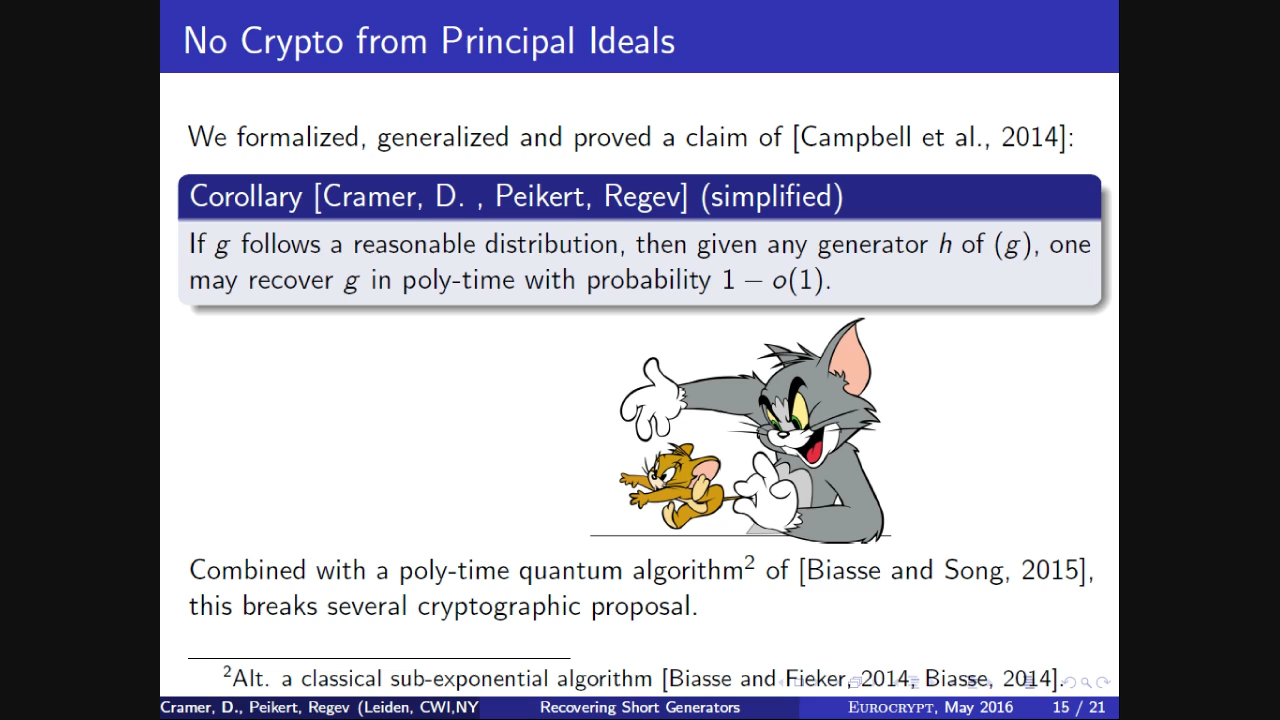 No Crypto from Principal Ideals
We formalized, generalized and proved a claim of [Campbell et al., 2014]:
Corollary [Cramer, D. , Peikert, Regev] (simplified)
If g follows a reasonable distribution, then given any generator h of (g), one
may recover g in poly-time with probability 1 − o(1).
Combined with a poly-time quantum algorithm² of [Biasse and Song, 2015],
this breaks several cryptographic proposal.
²Alt. a classical sub-exponential algorithm [Biasse and Fieker, 2014, Biasse, 2014].
Cramer, D., Peikert, Regev (Leiden, CWI,NY Recovering Short Generators Eurocrypt, May 2016 15 / 21